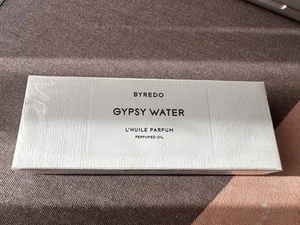 BYREDO
GYPSY WATER
L'HUILE PARFUM
PERFUMED OIL